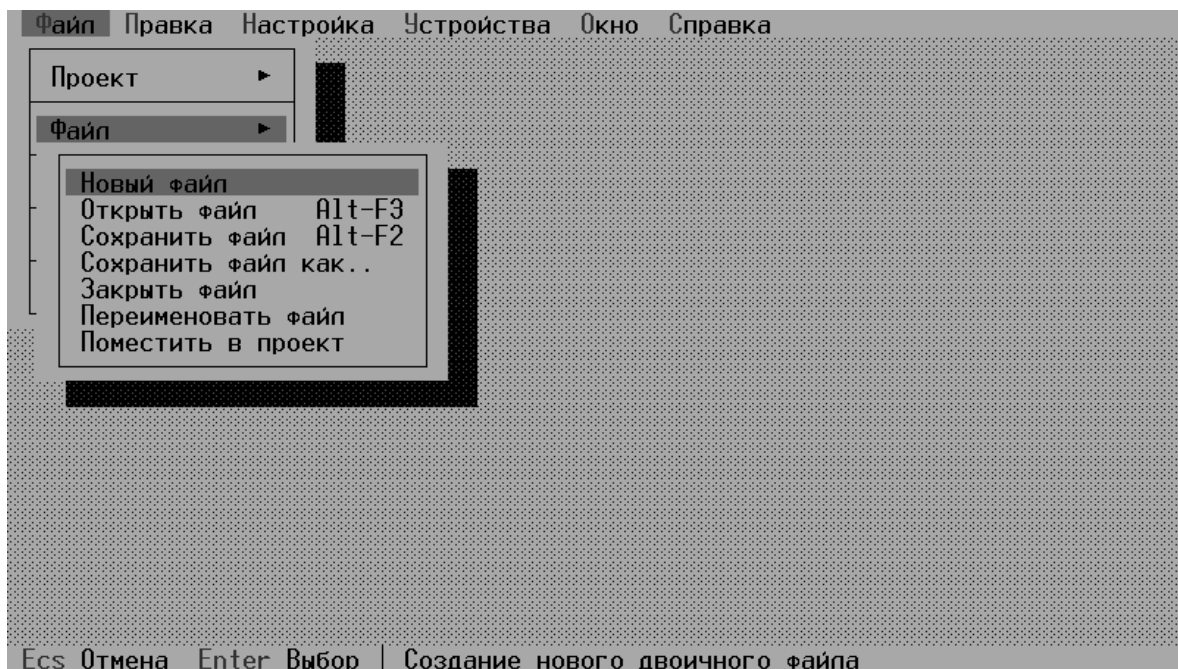 Файл Правка Настройка Устройства Окно Справка
Проект ►
Файл ►
Новый файл
Открыть файл Alt-F3
Сохранить файл Alt-F2
Сохранить файл как..
Закрыть файл
Переименовать файл
Поместить в проект
Ecs Отмена Enter Выбор | Создание нового двоичного файла